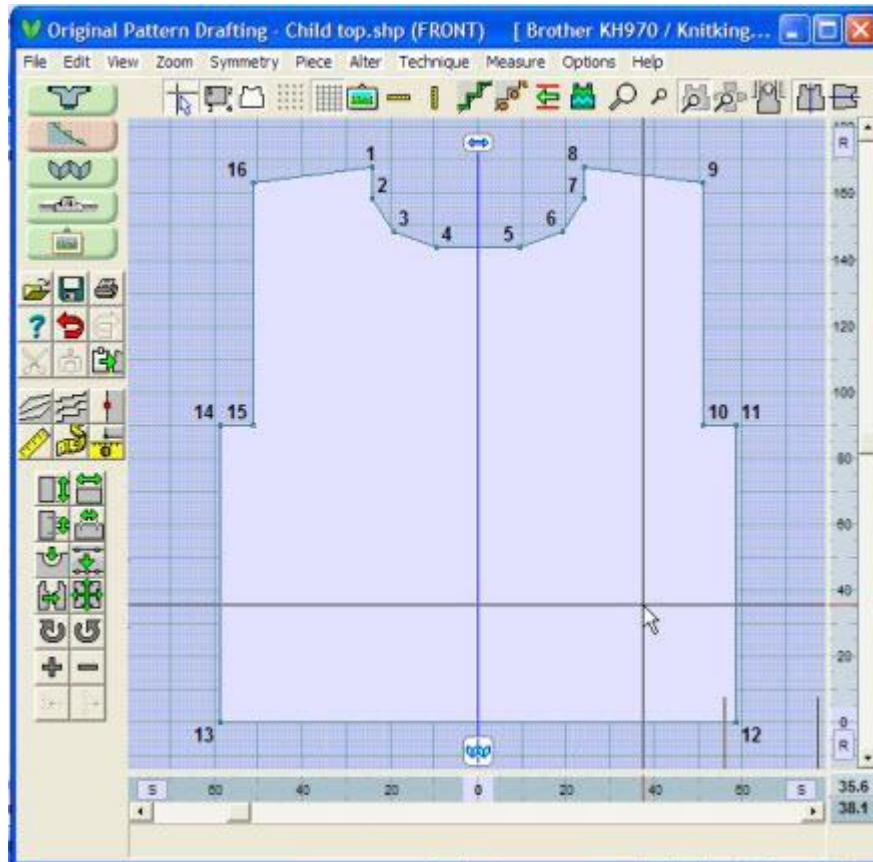 Original Pattern Drafting - Child top.shp (FRONT) [ Brother KH970 / Knitking...
File Edit View Zoom Symmetry Piece Alter Technique Measure Options Help
R
1 8
16 9
2 7
3 6
4 5
160
140
120
100
14 15 10 11
80
60
40
20
0
13 12
R
S 60 40 20 0 20 40 60 S
35.6
38.1